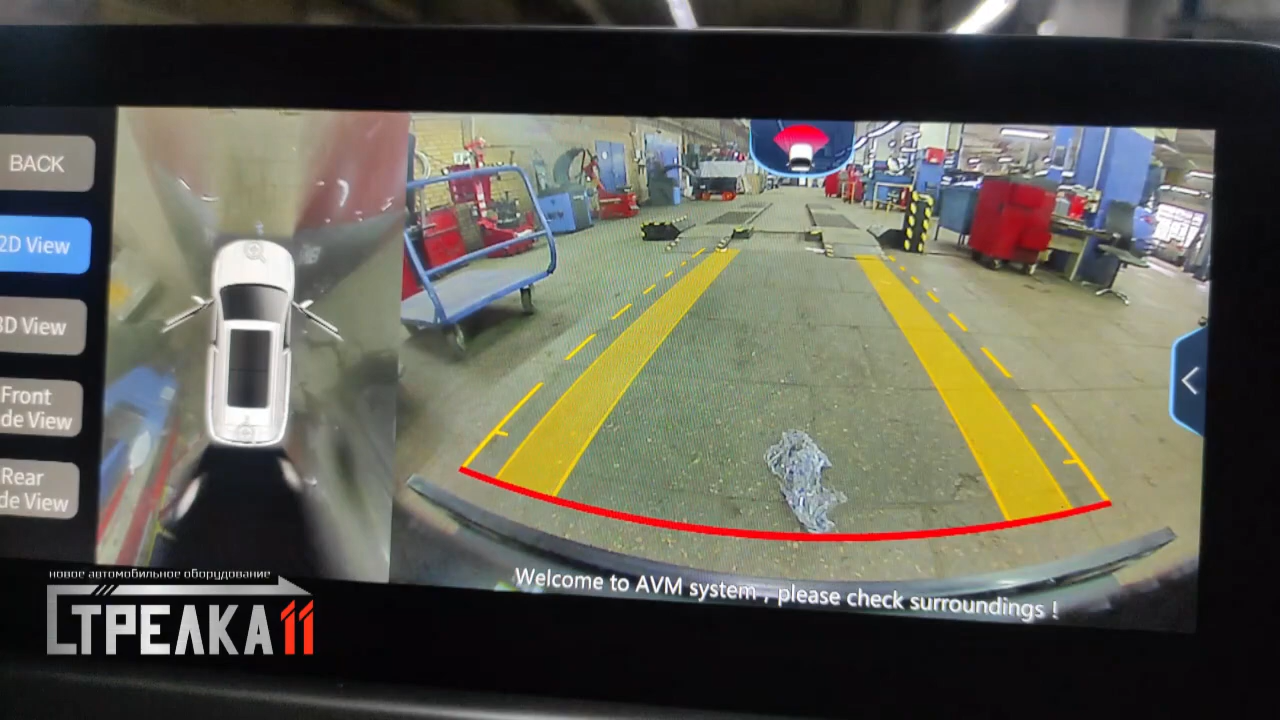 BACK
2D View
3D View
Front
de View
Rear
de View
Welcome to AVM system , please check surroundings !
новое автомобильное оборудование
СТРЕЛКА11